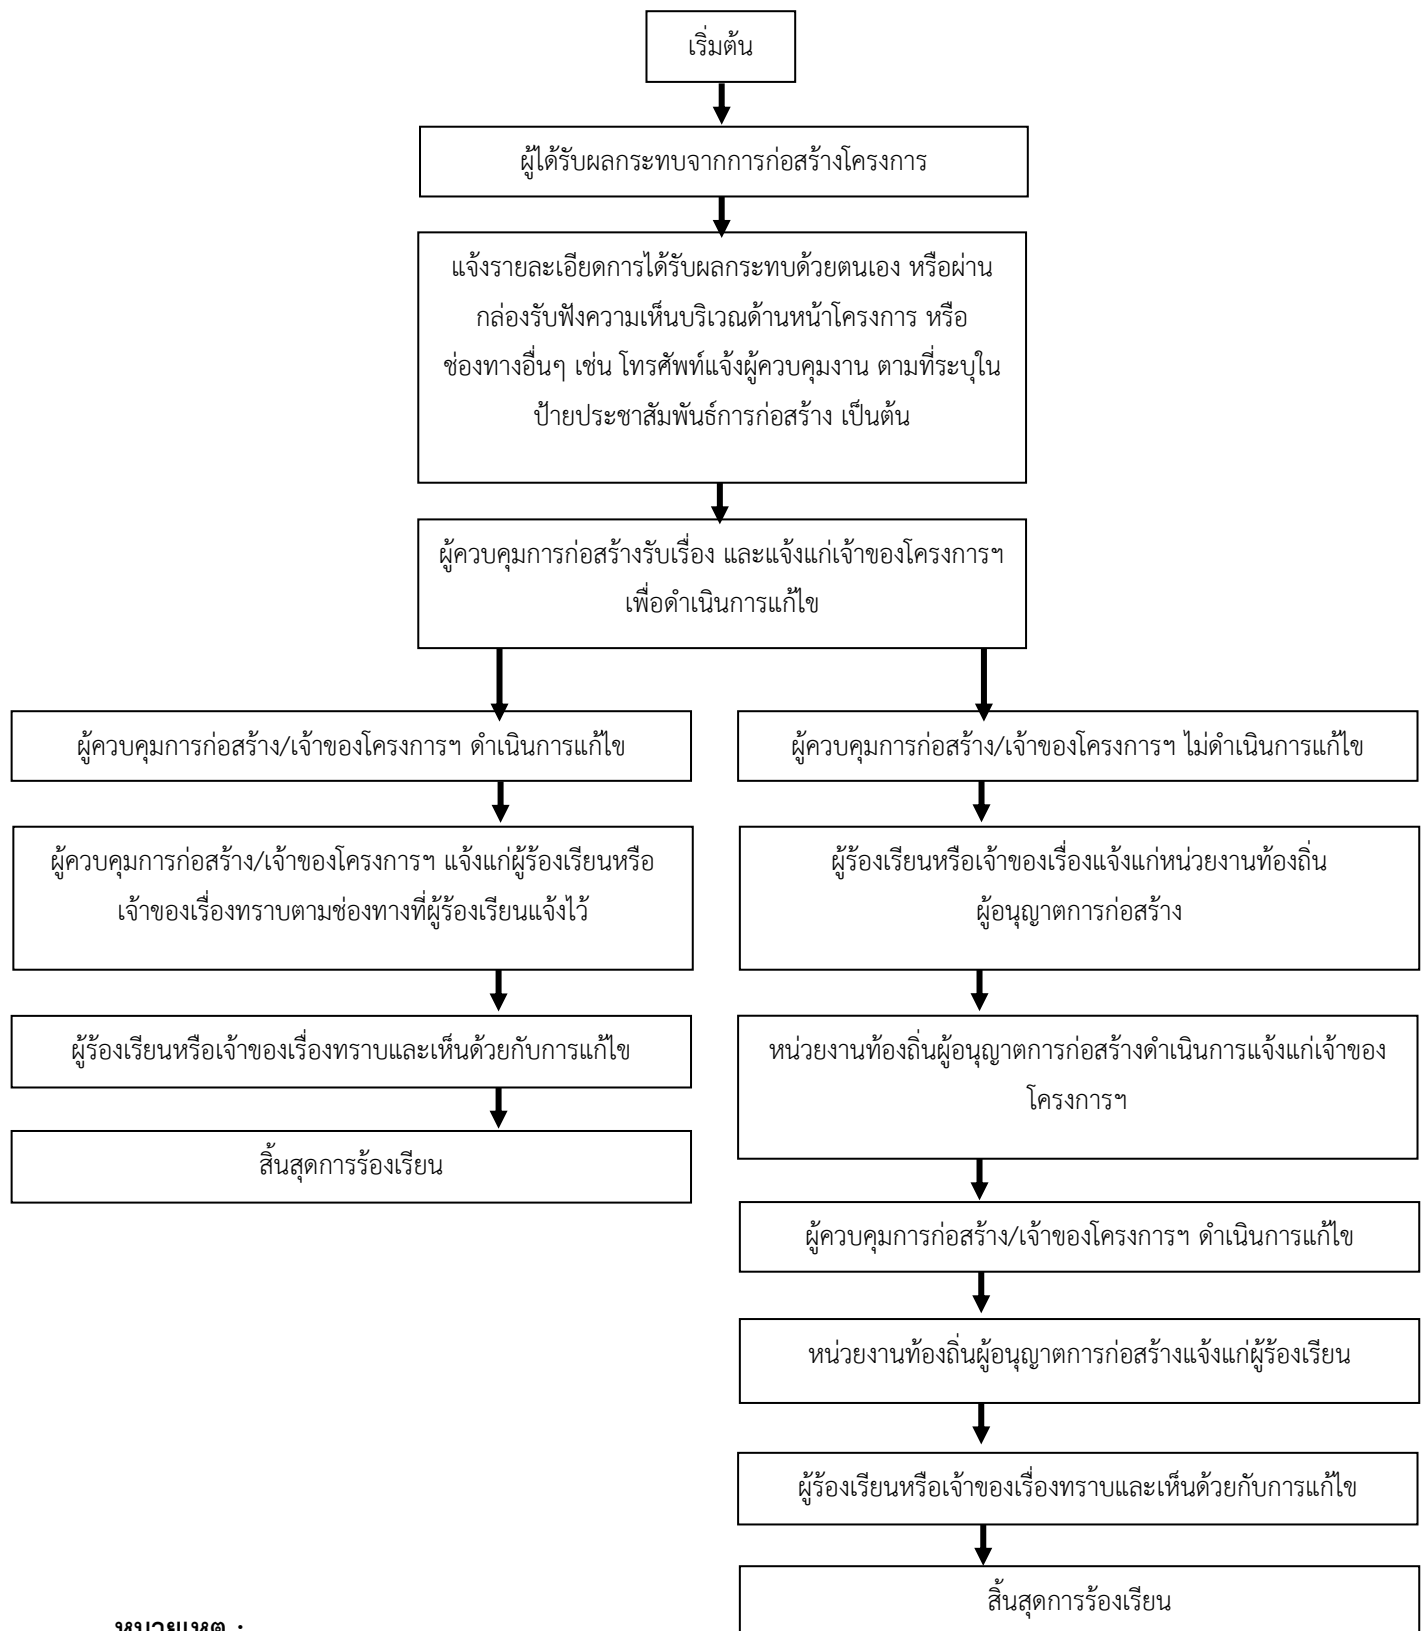 เริ่มต้น
ผู้ได้รับผลกระทบจากการก่อสร้างโครงการ
แจ้งรายละเอียดการได้รับผลกระทบด้วยตนเอง หรือผ่าน
กล่องรับฟังความเห็นบริเวณด้านหน้าโครงการ หรือ
ช่องทางอื่นๆ เช่น โทรศัพท์แจ้งผู้ควบคุมงาน ตามที่ระบุใน
ป้ายประชาสัมพันธ์การก่อสร้าง เป็นต้น
ผู้ควบคุมการก่อสร้างรับเรื่อง และแจ้งแก่เจ้าของโครงการฯ
เพื่อดำเนินการแก้ไข
ผู้ควบคุมการก่อสร้าง/เจ้าของโครงการฯ ดำเนินการแก้ไข
ผู้ควบคุมการก่อสร้าง/เจ้าของโครงการฯ แจ้งแก่ผู้ร้องเรียนหรือ
เจ้าของเรื่องทราบตามช่องทางที่ผู้ร้องเรียนแจ้งไว้
ผู้ร้องเรียนหรือเจ้าของเรื่องทราบและเห็นด้วยกับการแก้ไข
สิ้นสุดการร้องเรียน
ผู้ควบคุมการก่อสร้าง/เจ้าของโครงการฯ ไม่ดำเนินการแก้ไข
ผู้ร้องเรียนหรือเจ้าของเรื่องแจ้งแก่หน่วยงานท้องถิ่น
ผู้อนุญาตการก่อสร้าง
หน่วยงานท้องถิ่นผู้อนุญาตการก่อสร้างดำเนินการแจ้งแก่เจ้าของ
โครงการฯ
ผู้ควบคุมการก่อสร้าง/เจ้าของโครงการฯ ดำเนินการแก้ไข
หน่วยงานท้องถิ่นผู้อนุญาตการก่อสร้างแจ้งแก่ผู้ร้องเรียน
ผู้ร้องเรียนหรือเจ้าของเรื่องทราบและเห็นด้วยกับการแก้ไข
สิ้นสุดการร้องเรียน
หมายเหตุ :